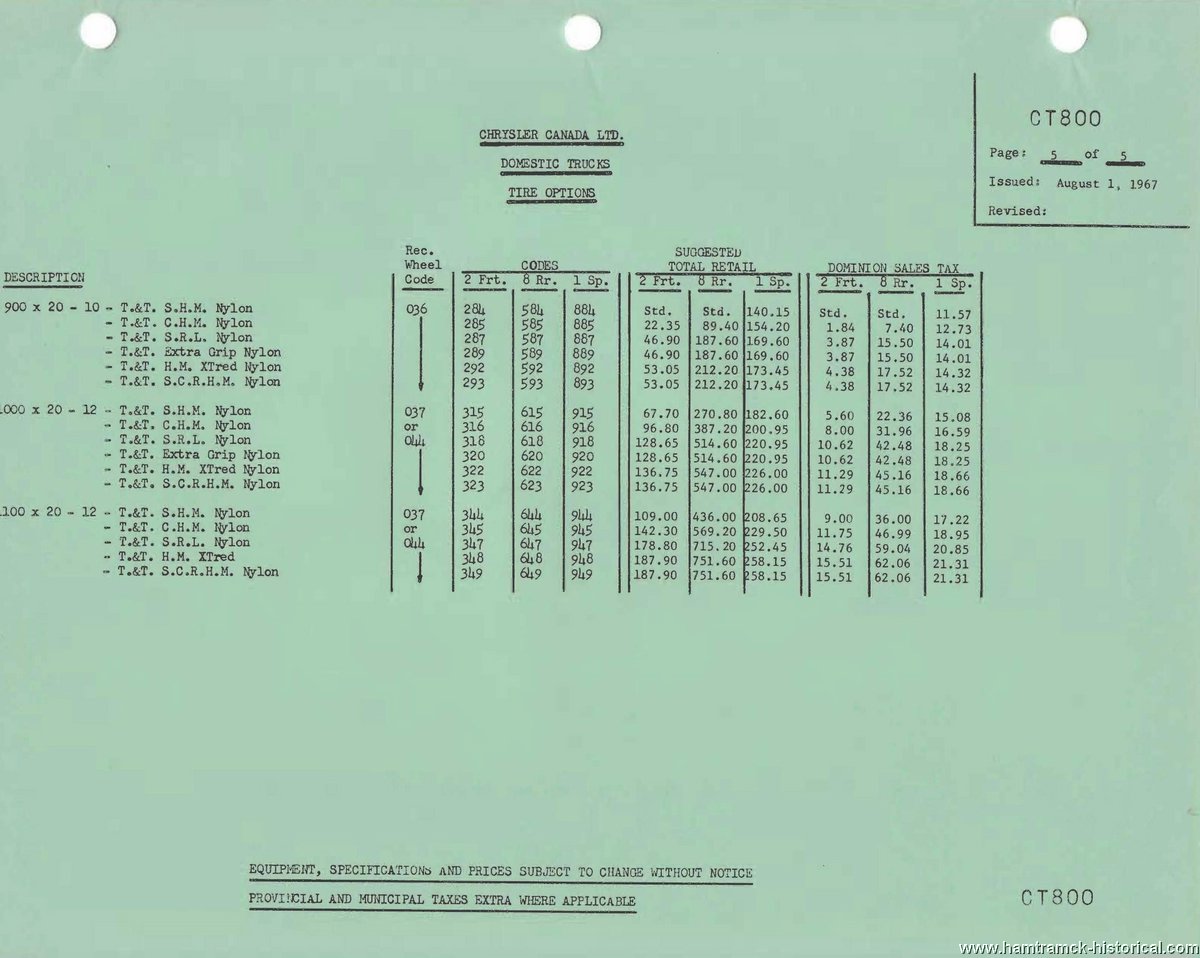 CT800
Page: 5 of 5
Issued: August 1, 1967
Revised:
CHRYSLER CANADA LTD.
DOMESTIC TRUCKS
TIRE OPTIONS
DESCRIPTION Rec. Wheel Code CODES SUGGESTED TOTAL RETAIL DOMINION SALES TAX
2 Frt. 8 Rr. 1 Sp. 2 Frt. 8 Rr. 1 Sp. 2 Frt. 8 Rr. 1 Sp.
900 x 20 - 10 - T.&T. S.H.M. Nylon 036 284 584 884 Std. Std. 140.15 Std. Std. 11.57
- T.&T. C.H.M. Nylon 285 585 885 22.35 89.40 154.20 1.84 7.40 12.73
- T.&T. S.R.L. Nylon 287 587 887 46.90 187.60 169.60 3.87 15.50 14.01
- T.&T. Extra Grip Nylon 289 589 889 46.90 187.60 169.60 3.87 15.50 14.01
- T.&T. H.M. XTred Nylon 292 592 892 53.05 212.20 173.45 4.38 17.52 14.32
- T.&T. S.C.R.H.M. Nylon 293 593 893 53.05 212.20 173.45 4.38 17.52 14.32
1000 x 20 - 12 - T.&T. S.H.M. Nylon 037 315 615 915 67.70 270.80 182.60 5.60 22.36 15.08
- T.&T. C.H.M. Nylon or 316 616 916 96.80 387.20 200.95 8.00 31.96 16.59
- T.&T. S.R.L. Nylon 044 318 618 918 128.65 514.60 220.95 10.62 42.48 18.25
- T.&T. Extra Grip Nylon 320 620 920 128.65 514.60 220.95 10.62 42.48 18.25
- T.&T. H.M. XTred Nylon 322 622 922 136.75 547.00 226.00 11.29 45.16 18.66
- T.&T. S.C.R.H.M. Nylon 323 623 923 136.75 547.00 226.00 11.29 45.16 18.66
1100 x 20 - 12 - T.&T. S.H.M. Nylon 037 344 644 944 109.00 436.00 208.65 9.00 36.00 17.22
- T.&T. C.H.M. Nylon or 345 645 945 142.30 569.20 229.50 11.75 46.99 18.95
- T.&T. S.R.L. Nylon 044 347 647 947 178.80 715.20 252.45 14.76 59.04 20.85
- T.&T. H.M. XTred 348 648 948 187.90 751.60 258.15 15.51 62.06 21.31
- T.&T. S.C.R.H.M. Nylon 349 649 949 187.90 751.60 258.15 15.51 62.06 21.31
EQUIPMENT, SPECIFICATIONS AND PRICES SUBJECT TO CHANGE WITHOUT NOTICE
PROVINCIAL AND MUNICIPAL TAXES EXTRA WHERE APPLICABLE
CT800
www.hamtramck-historical.com